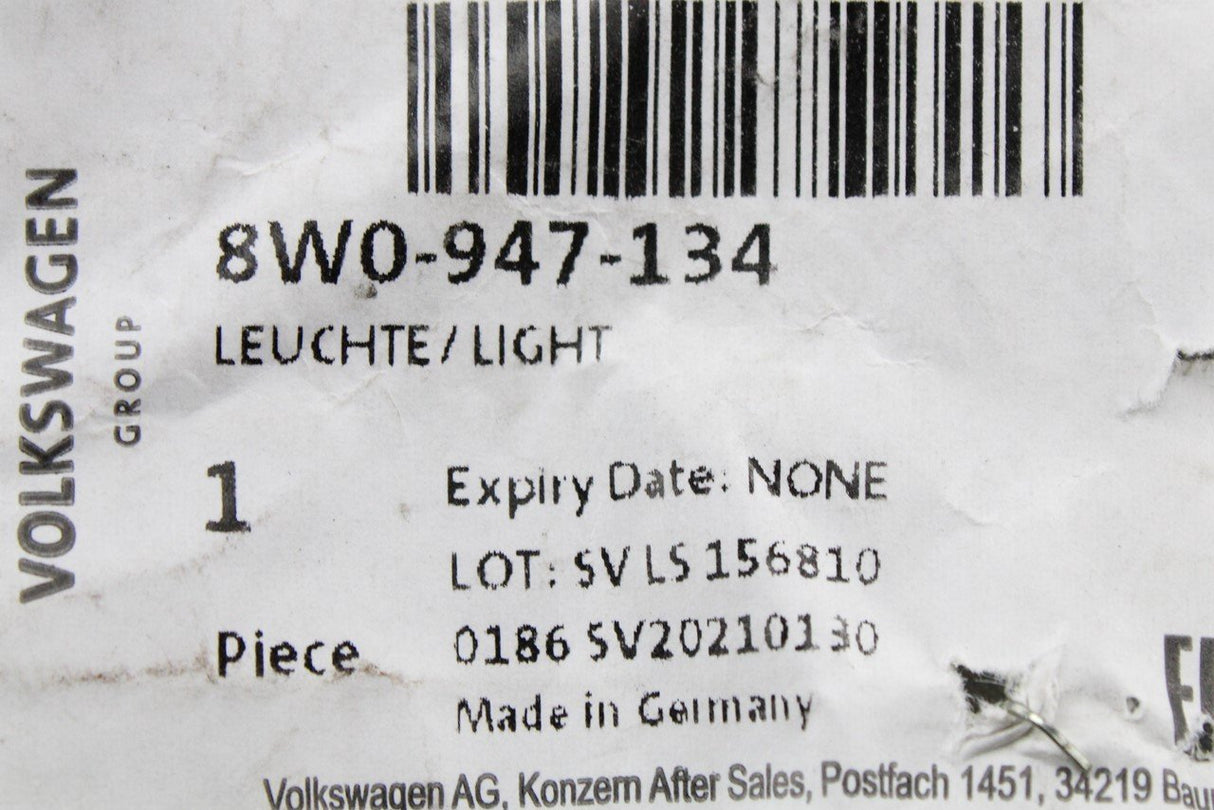 VOLKSWAGEN
GROUP
8W0-947-134
LEUCHTE/ LIGHT
1
Piece
Expiry Date: NONE
LOT: SV LS 156810
0186 SV20210130
Made in Germany
Volkswagen AG, Konzern After Sales, Postfach 1451, 34219